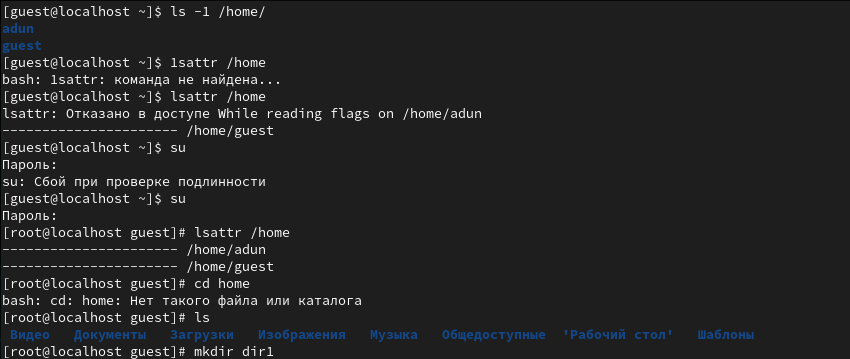 [guest@localhost ~]$ ls -1 /home/
adun
guest
[guest@localhost ~]$ 1sattr /home
bash: 1sattr: команда не найдена...
[guest@localhost ~]$ lsattr /home
lsattr: Отказано в доступе While reading flags on /home/adun
---------------------- /home/guest
[guest@localhost ~]$ su
Пароль:
su: Сбой при проверке подлинности
[guest@localhost ~]$ su
Пароль:
[root@localhost guest]# lsattr /home
---------------------- /home/adun
---------------------- /home/guest
[root@localhost guest]# cd home
bash: cd: home: Нет такого файла или каталога
[root@localhost guest]# ls
Видео Документы Загрузки Изображения Музыка Общедоступные 'Рабочий стол' Шаблоны
[root@localhost guest]# mkdir dir1